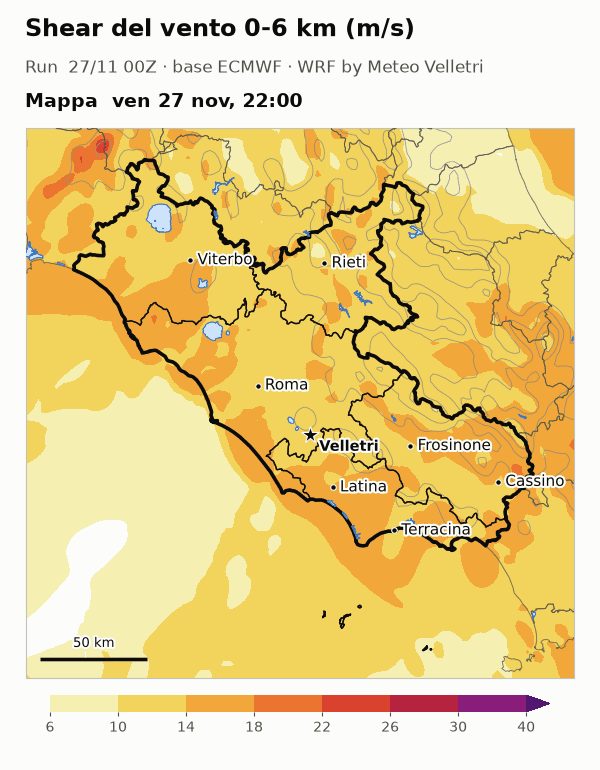 Shear del vento 0-6 km (m/s)
Run  27/11 00Z · base ECMWF · WRF by Meteo Velletri
Mappa  ven 27 nov, 22:00
Viterbo
Rieti
Roma
Velletri
Frosinone
Cassino
Latina
Terracina
50 km
6 10 14 18 22 26 30 40